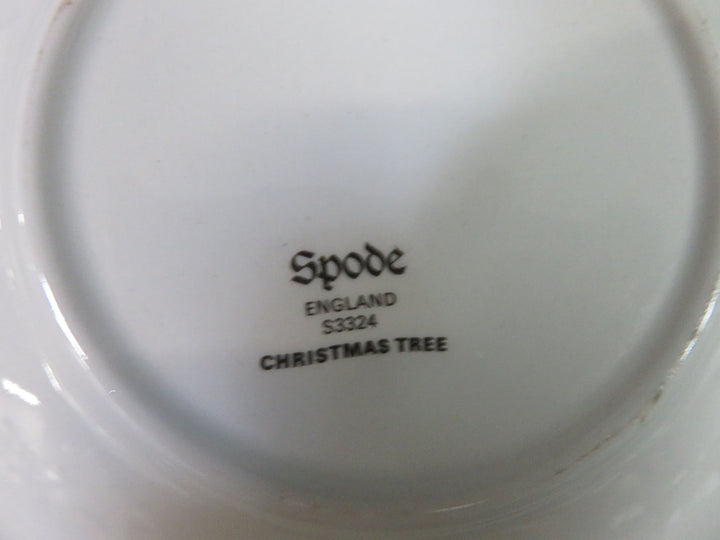 Spode
ENGLAND
S3324
CHRISTMAS TREE